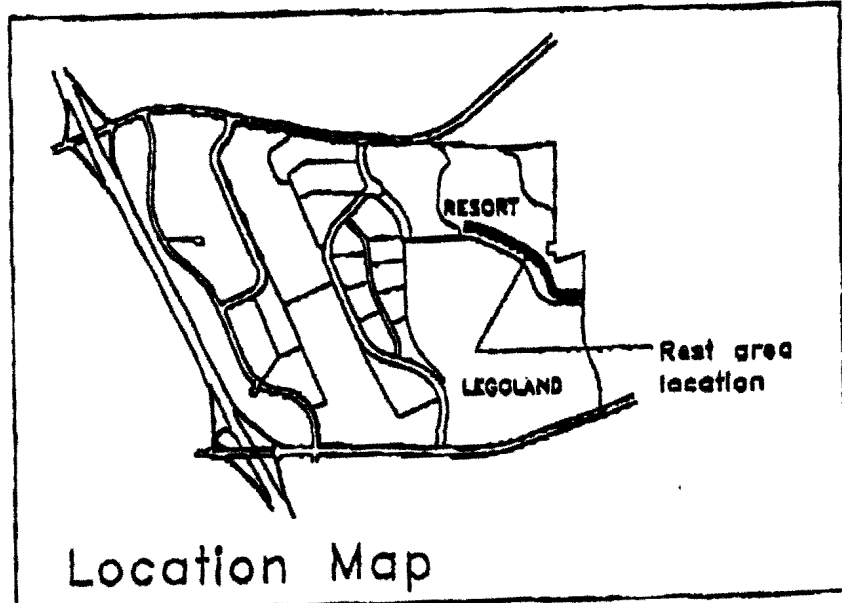 RESORT
Rest area
location
LEGOLAND
Location Map